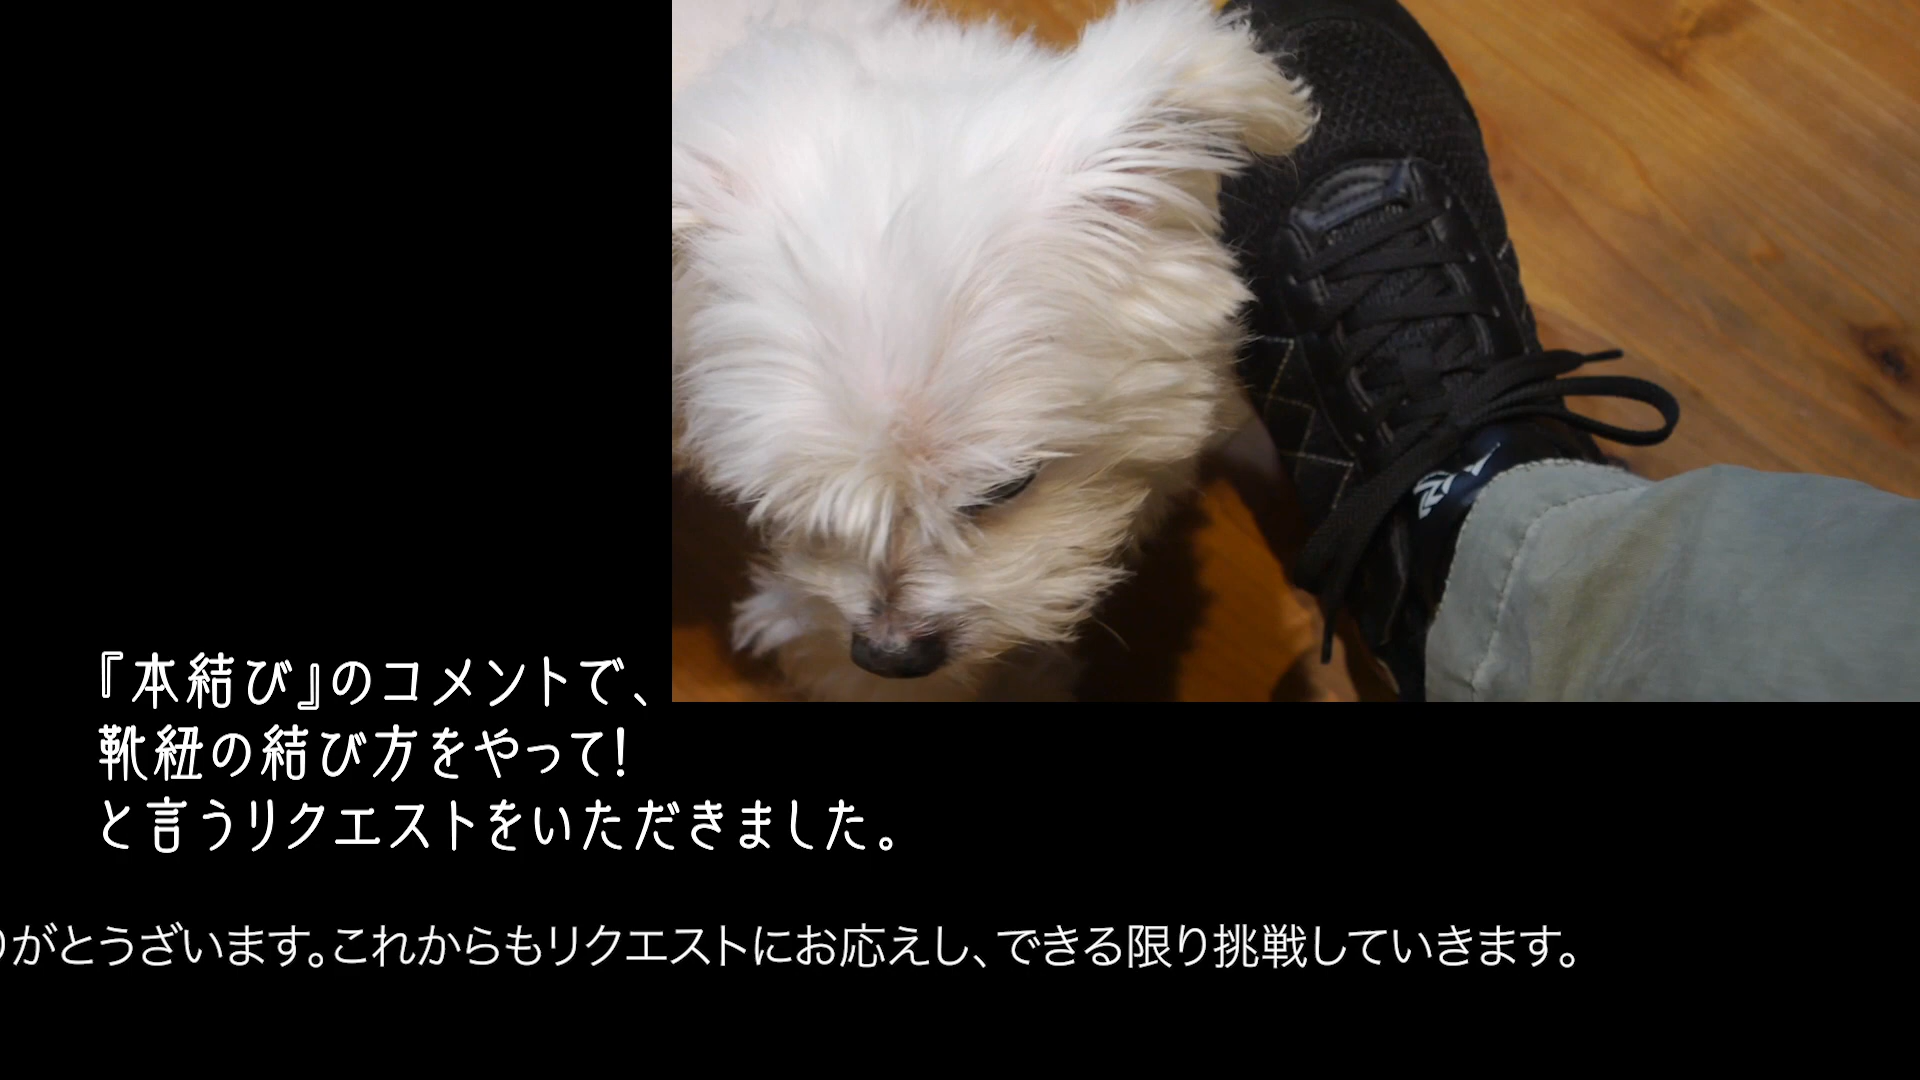 『本結び』のコメントで、
靴紐の結び方をやって!
と言うリクエストをいただきました。
りがとうざいます。これからもリクエストにお応えし、できる限り挑戦していきます。